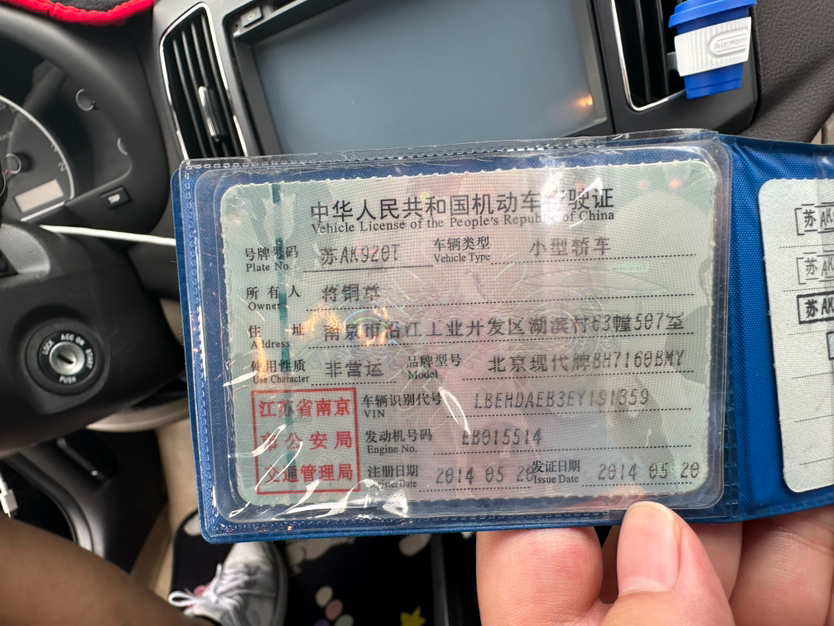 中华人民共和国机动车行驶证
Vehicle License of the People's Republic of China
号牌号码 苏AK920T 车辆类型 小型轿车
Plate No. Vehicle Type
所有人 将铜草
Owner
住址 南京市沿江工业开发区湖滨村63幢507室
Address
使用性质 非营运 品牌型号 北京现代牌BH7160BMY
Use Character Model
江苏省南京
市公安局
交通管理局
车辆识别代号 LBEHDAEB3EY191359
VIN
发动机号码 EB015514
Engine No.
注册日期 2014 05 20 发证日期 2014 05 20
Register Date Issue Date
苏AK
苏AK
苏AK
LOCK ACC ON START
PUSH